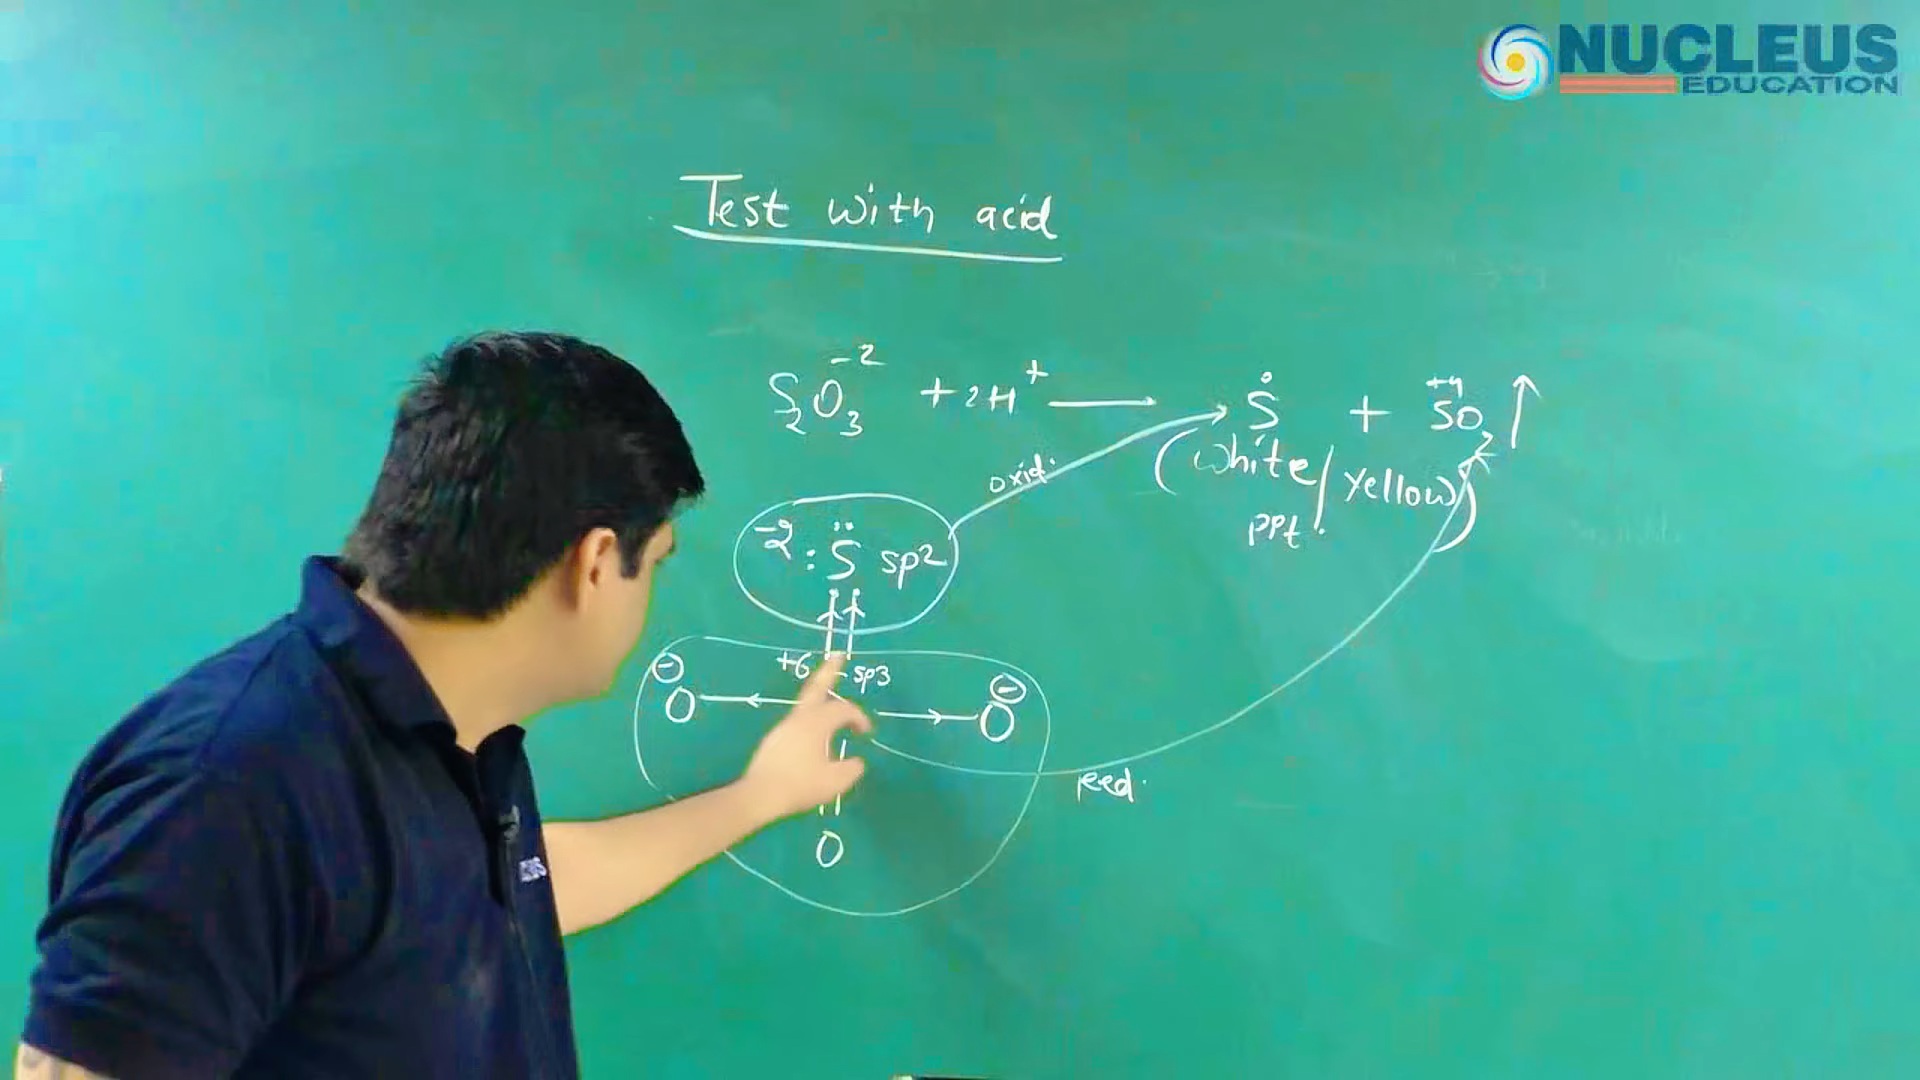 NUCLEUS
EDUCATION
Test with acid
S₂O₃⁻² + 2H⁺ → S + SO₂ ↑
+4
(white/yellow)
ppt.
oxid.
-2 :S̈ sp2
+6 sp3
⊖ ⊖
O O
O
red.